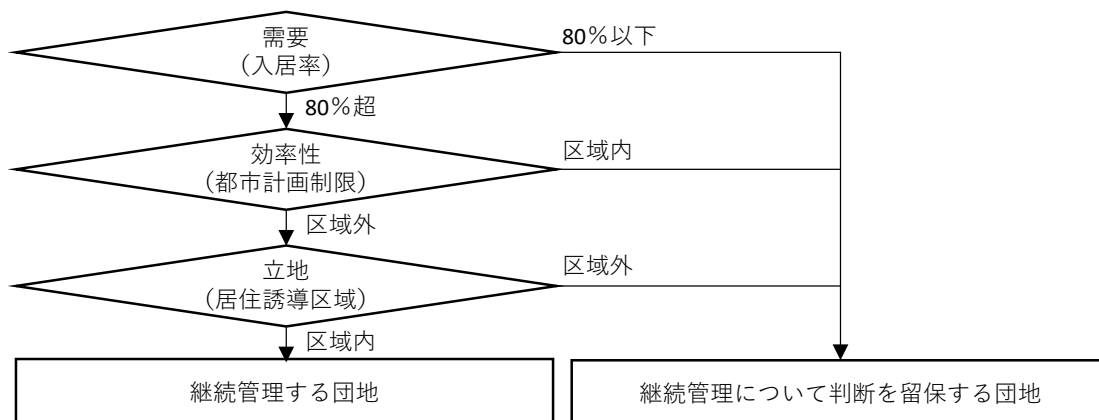 需要
(入居率)
80％以下
80％超
効率性
(都市計画制限)
区域内
区域外
立地
(居住誘導区域)
区域外
区域内
継続管理する団地
継続管理について判断を留保する団地